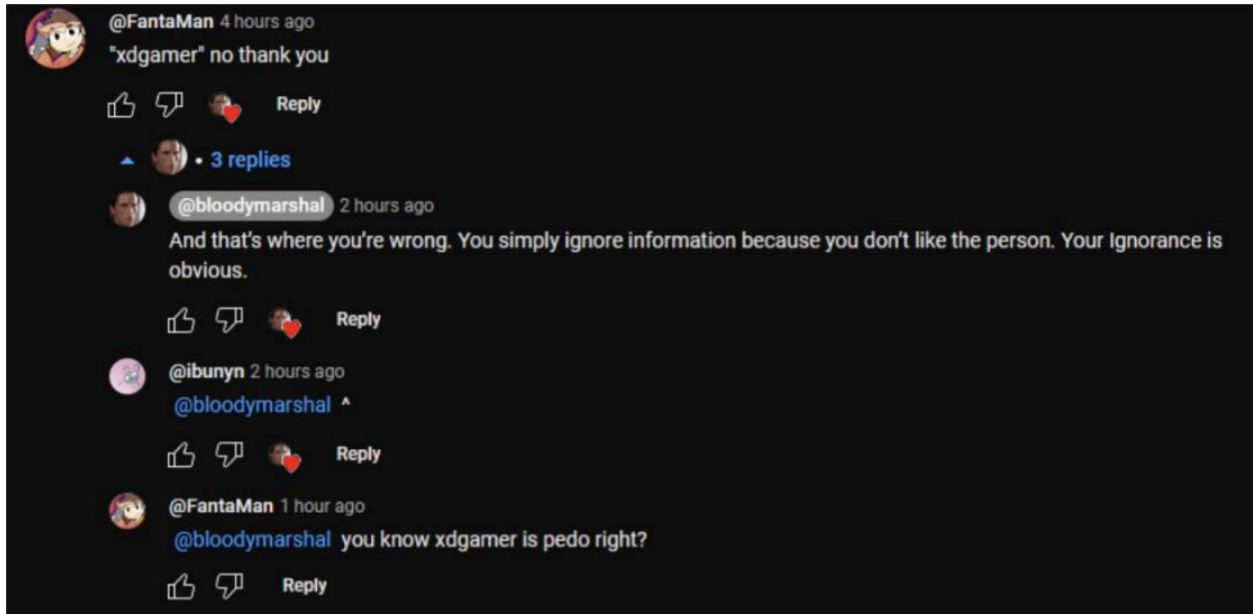 @FantaMan 4 hours ago
"xdgamer" no thank you
Reply
3 replies
@bloodymarshal 2 hours ago
And that's where you're wrong. You simply ignore information because you don't like the person. Your Ignorance is
obvious.
Reply
@ibunyn 2 hours ago
@bloodymarshal ^
Reply
@FantaMan 1 hour ago
@bloodymarshal you know xdgamer is pedo right?
Reply